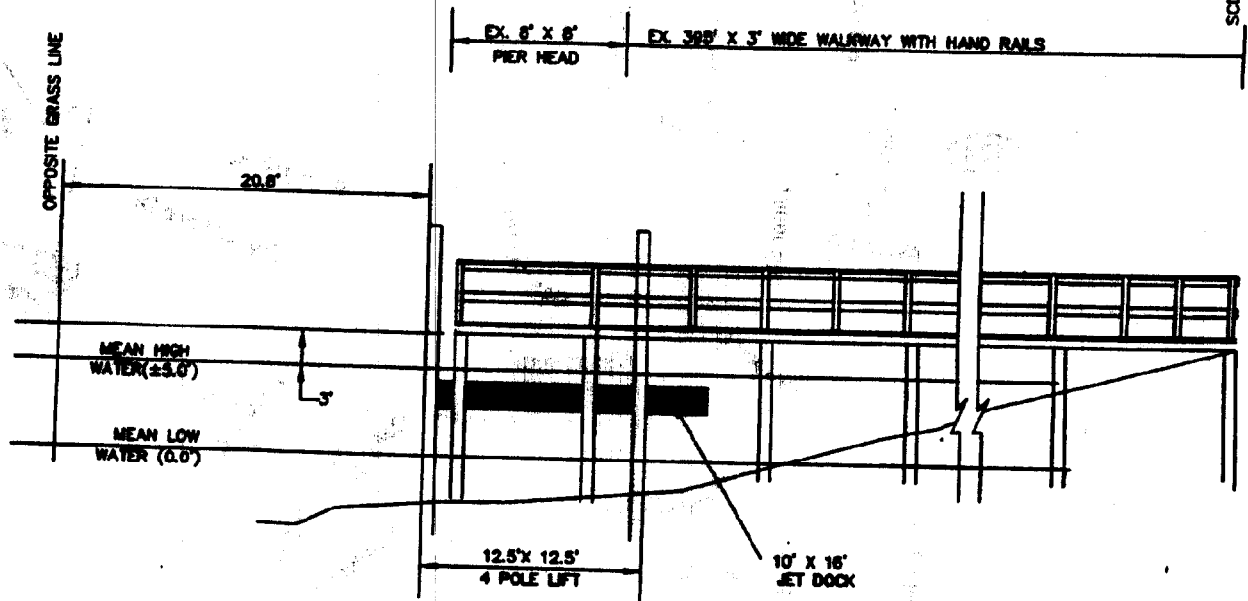 EX. 8' X 8'
PIER HEAD
EX. 395' X 3' WIDE WALKWAY WITH HAND RAILS
OPPOSITE GRASS LINE
20.8'
MEAN HIGH
WATER(±5.0')
3'
MEAN LOW
WATER (0.0')
12.5'X 12.5'
4 POLE LIFT
10' X 16'
JET DOCK